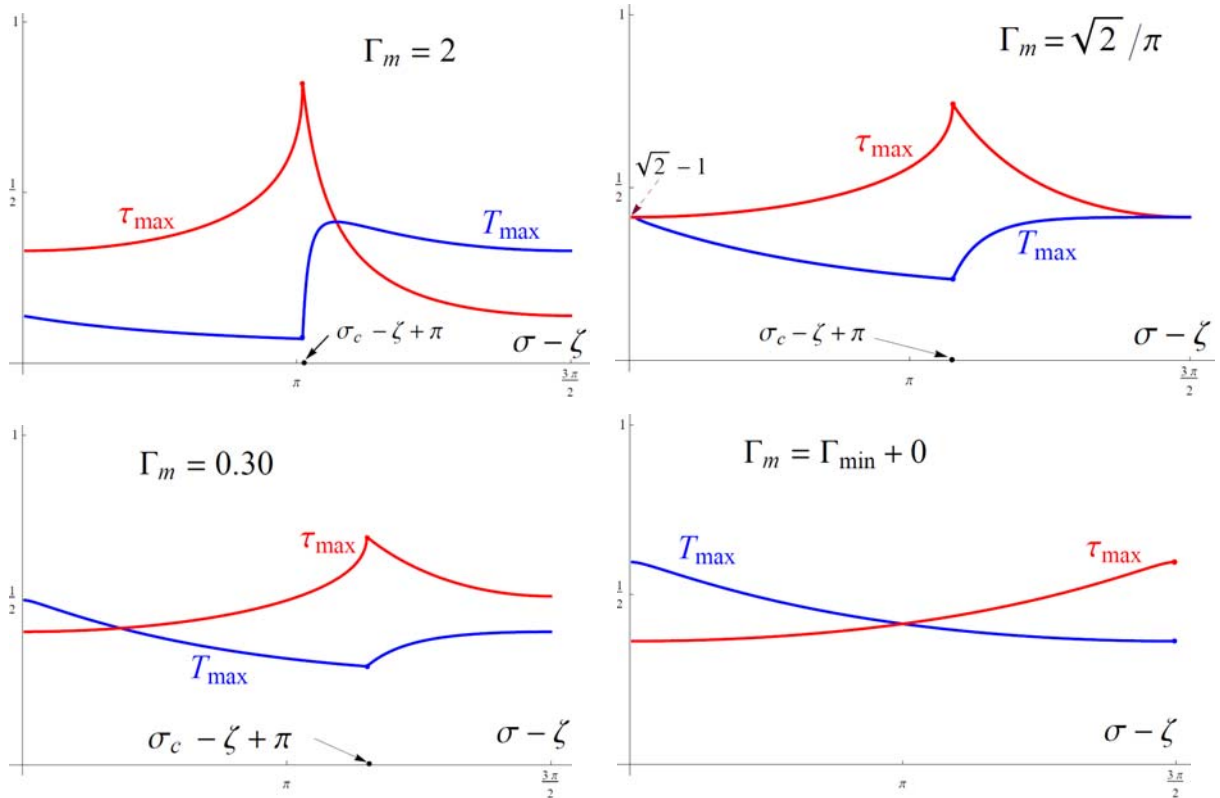 1
Γₘ = 2
1/2
τmax
Tmax
σc − ζ + π
σ − ζ
π
3π/2
1
Γₘ = √2 /π
τmax
√2 − 1
1/2
Tmax
σc − ζ + π
σ − ζ
π
3π/2
1
Γₘ = 0.30
τmax
1/2
Tmax
σc − ζ + π
σ − ζ
π
3π/2
1
Γₘ = Γmin + 0
Tmax
τmax
1/2
σ − ζ
π
3π/2